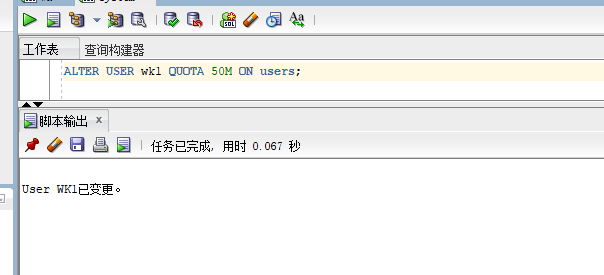 工作表
查询构建器
ALTER USER wk1 QUOTA 50M ON users;
脚本输出 x
任务已完成, 用时 0.067 秒
User WK1已变更。